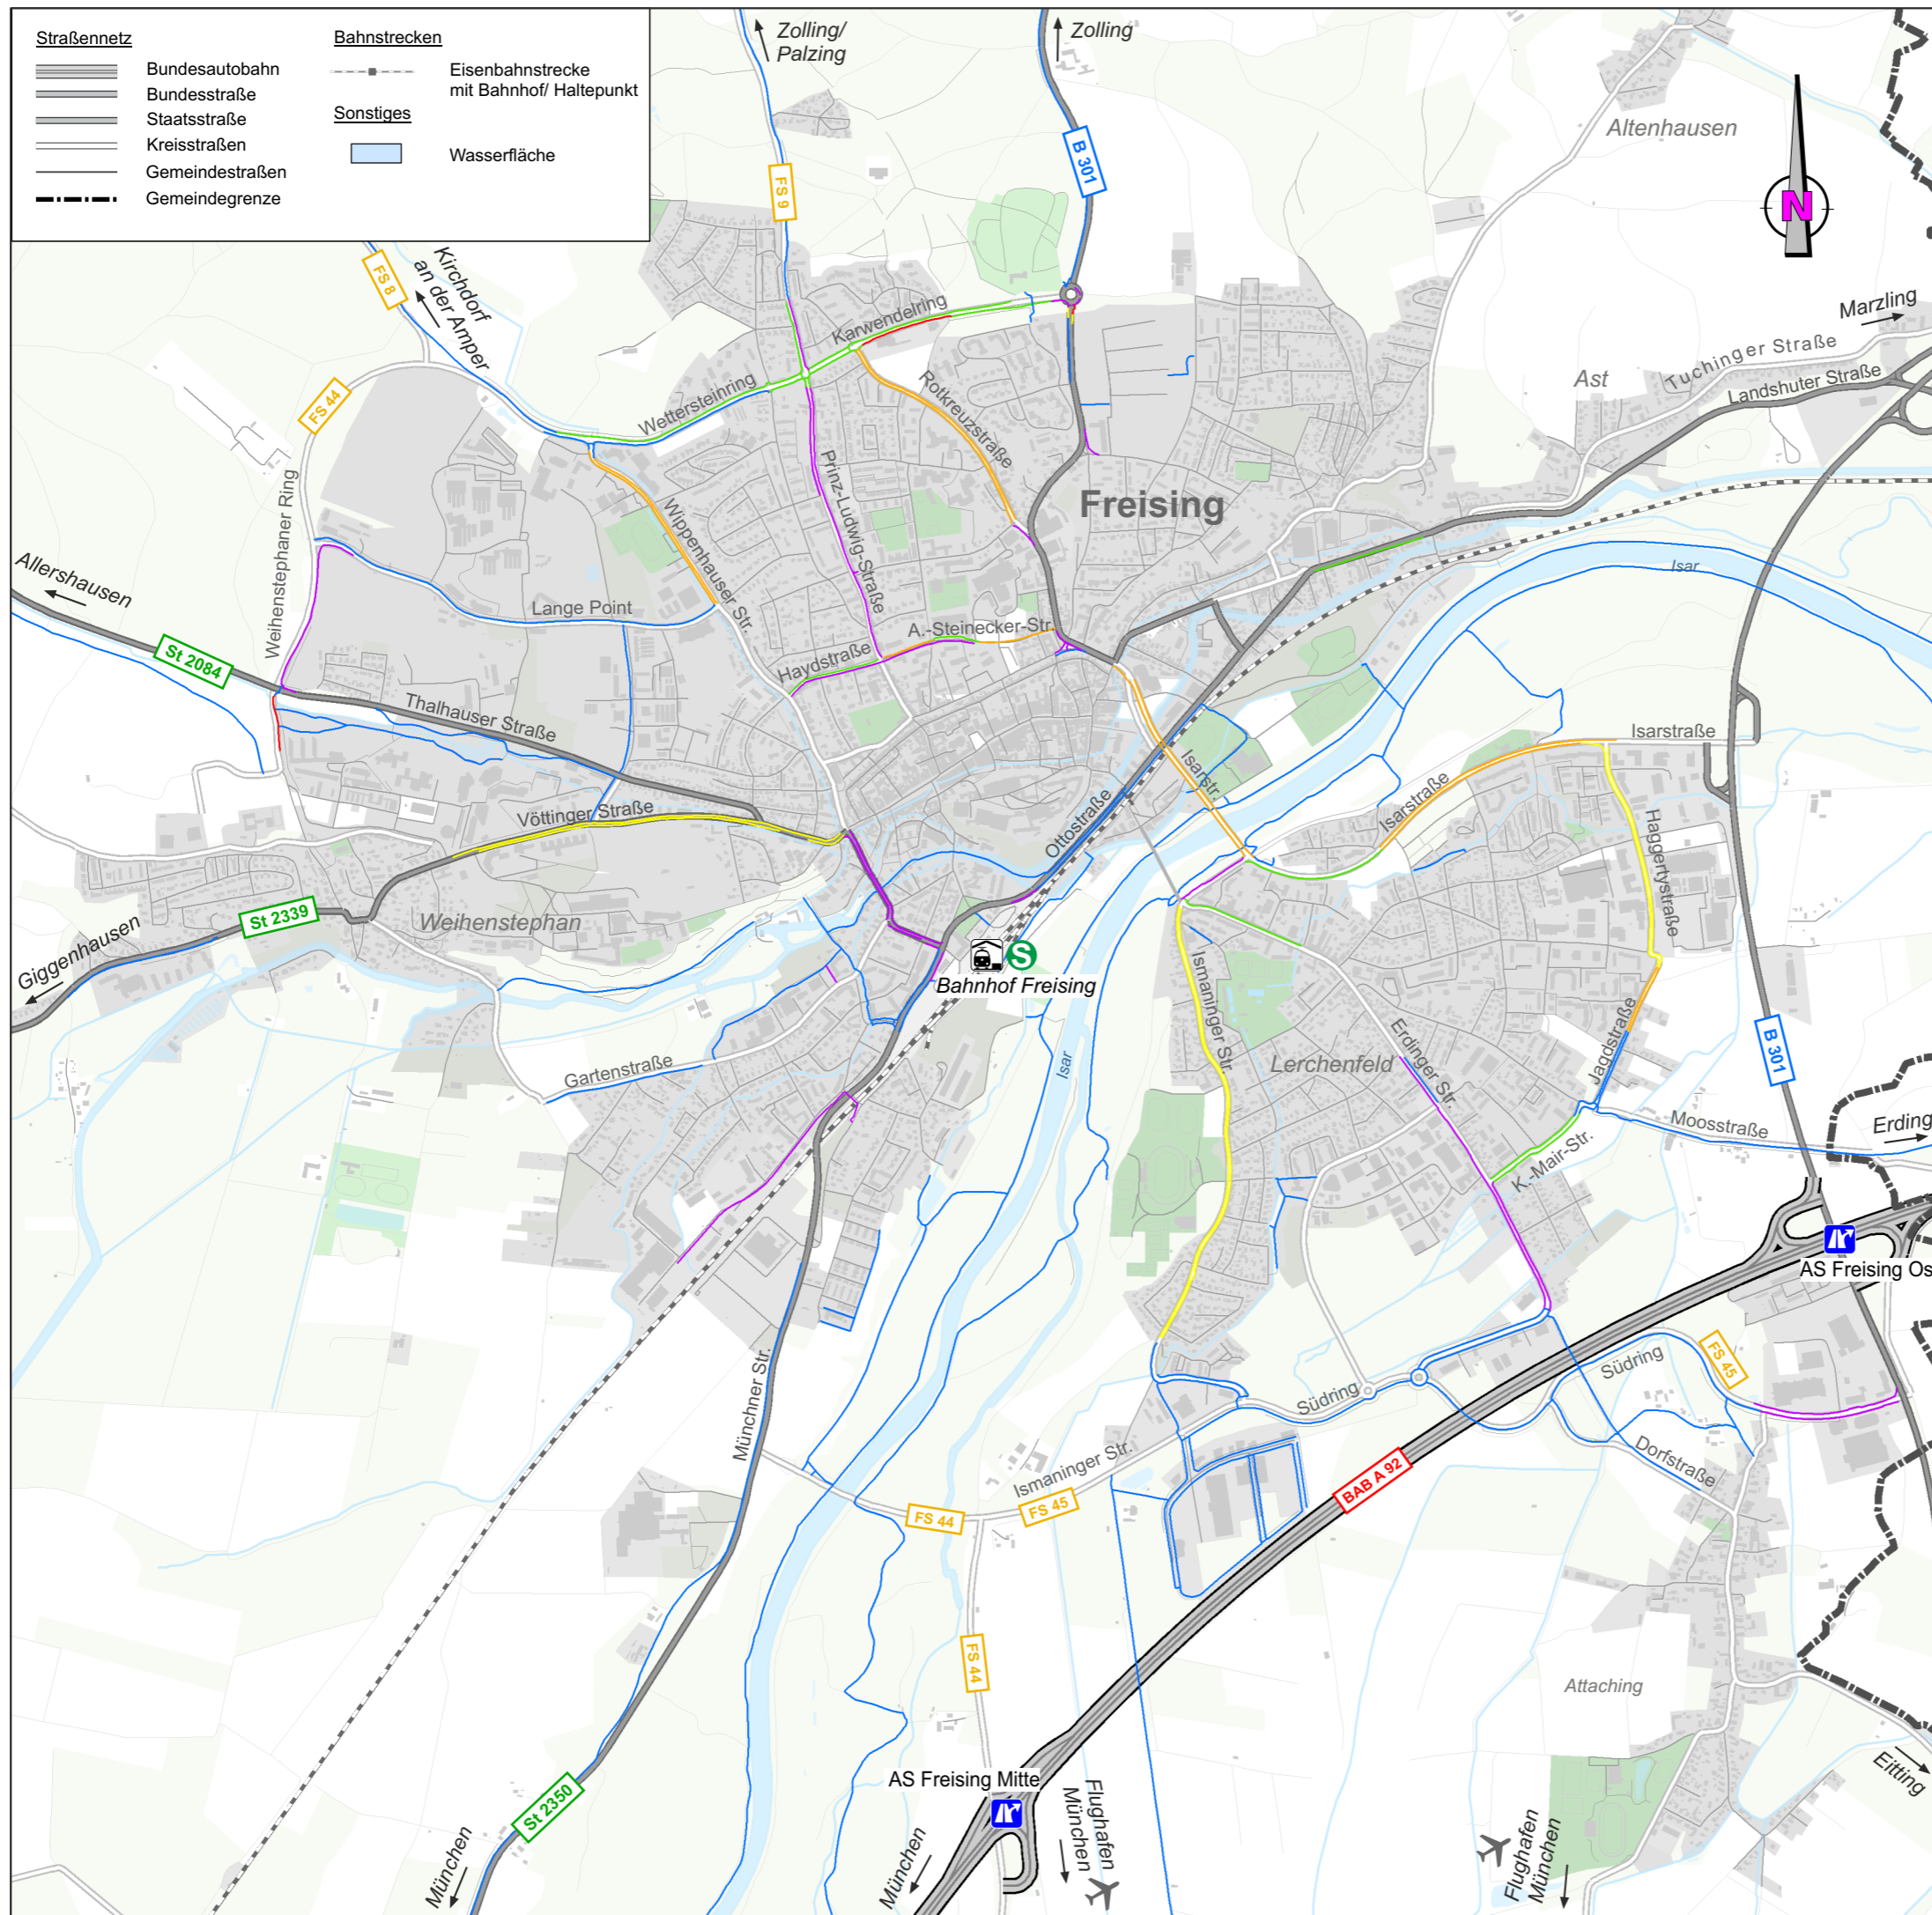 Straßennetz
Bundesautobahn
Bundesstraße
Staatsstraße
Kreisstraßen
Gemeindestraßen
Gemeindegrenze
Bahnstrecken
Eisenbahnstrecke
mit Bahnhof/ Haltepunkt
Sonstiges
Wasserfläche
Zolling/
Palzing
Zolling
Altenhausen
N
B 301
FS 9
FS 8
Kirchdorf
an der Amper
Marzling
Karwendelring
Tuchinger Straße
Ast
Landshuter Straße
FS 44
Wettersteinring
Rotkreuzstraße
Prinz-Ludwig-Straße
Freising
Weihenstephaner Ring
Wippenhauser Str.
Allershausen
Isar
Lange Point
A.-Steinecker-Str.
St 2084
Haydstraße
Thalhauser Straße
Isarstraße
Isarstr.
Isarstraße
Vöttinger Straße
Ottostraße
Haggertystraße
St 2339
Weihenstephan
Giggenhausen
S
Bahnhof Freising
Ismaninger Str.
Jagdstraße
B 301
Isar
Erdinger Str.
Lerchenfeld
Gartenstraße
Moosstraße
Erding
K.-Mair-Str.
AS Freising Os
Münchner Str.
Südring
FS 45
Südring
Ismaninger Str.
Dorfstraße
BAB A 92
FS 44
FS 45
FS 44
Attaching
AS Freising Mitte
Eitting
St 2350
München
München
Flughafen
München
Flughafen
München